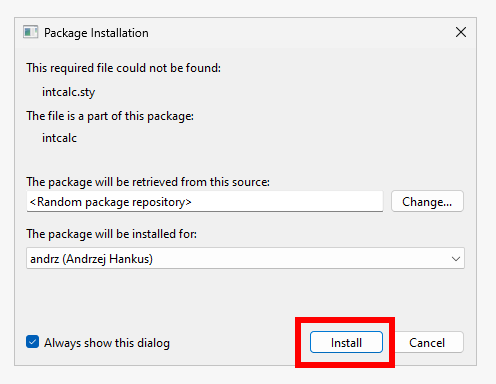 Package Installation
This required file could not be found:
intcalc.sty
The file is a part of this package:
intcalc
The package will be retrieved from this source:
<Random package repository>
Change...
The package will be installed for:
andrz (Andrzej Hankus)
Always show this dialog
Install
Cancel